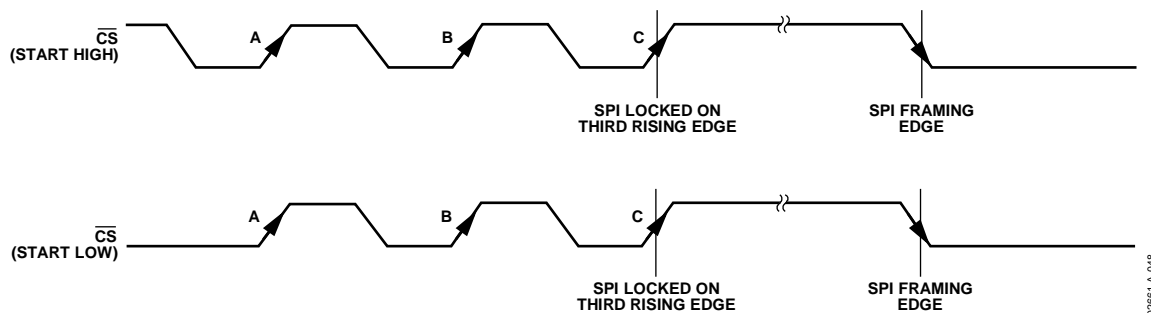 CS
(START HIGH)
A
B
C
SPI LOCKED ON
THIRD RISING EDGE
SPI FRAMING
EDGE
CS
(START LOW)
A
B
C
SPI LOCKED ON
THIRD RISING EDGE
SPI FRAMING
EDGE